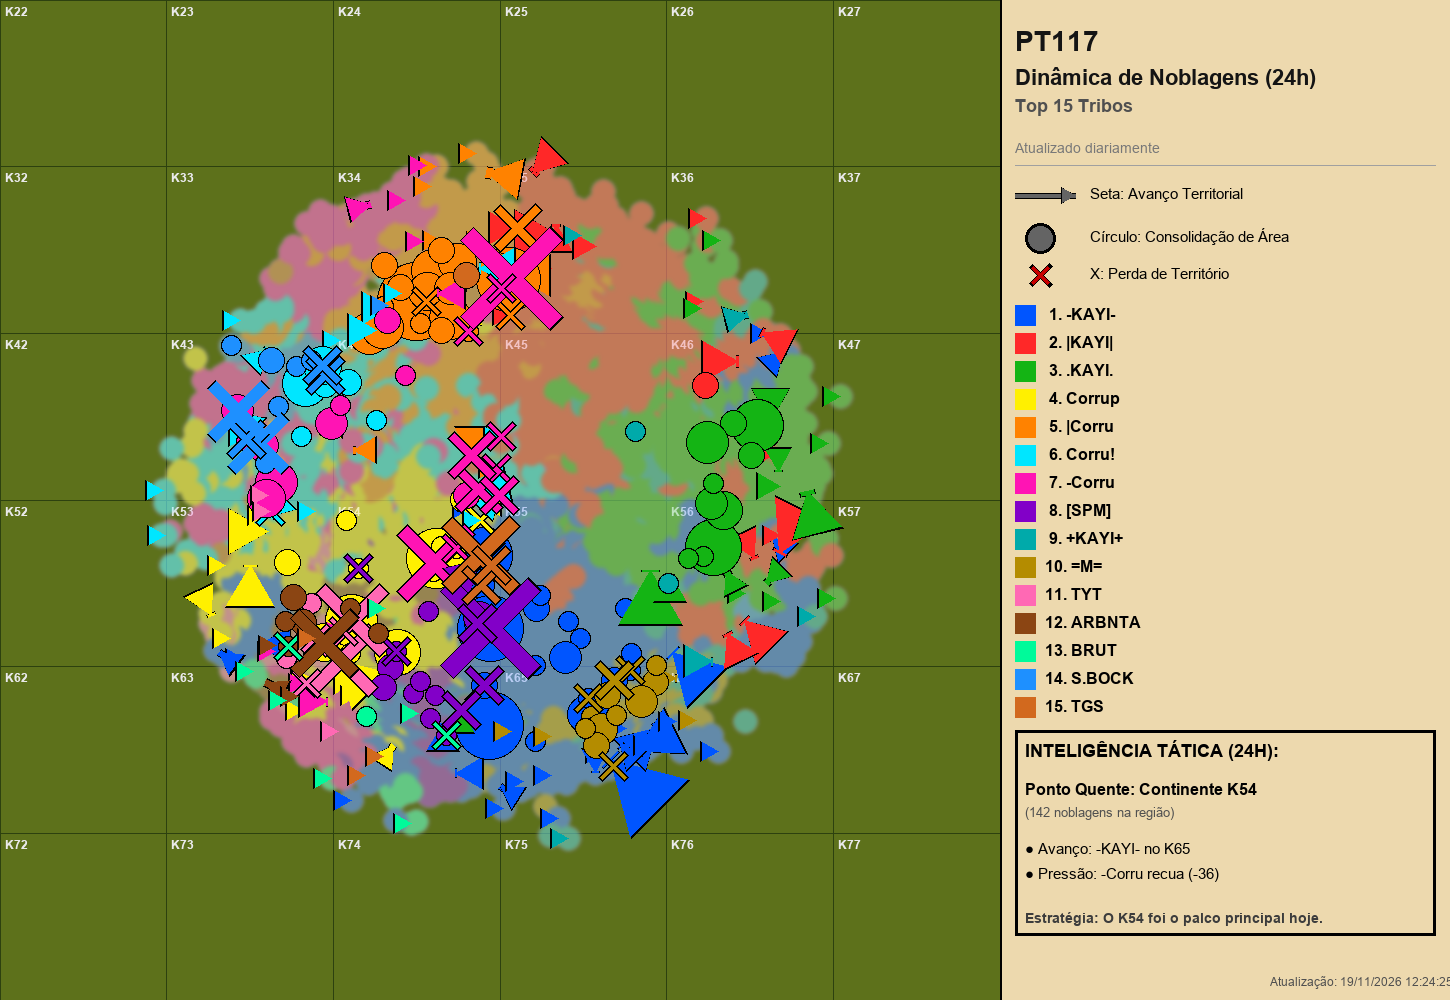 K22 K23 K24 K25 K26 K27
K32 K33 K34 K36 K37
K42 K43 K45 K46 K47
K52 K53 K56 K57
K62 K63 K67
K72 K73 K74 K75 K76 K77
PT117
Dinâmica de Noblagens (24h)
Top 15 Tribos
Atualizado diariamente
Seta: Avanço Territorial
Círculo: Consolidação de Área
X: Perda de Território
1. -KAYI-
2. |KAYI|
3. .KAYI.
4. Corrup
5. |Corru
6. Corru!
7. -Corru
8. [SPM]
9. +KAYI+
10. =M=
11. TYT
12. ARBNTA
13. BRUT
14. S.BOCK
15. TGS
INTELIGÊNCIA TÁTICA (24H):
Ponto Quente: Continente K54
(142 noblagens na região)
● Avanço: -KAYI- no K65
● Pressão: -Corru recua (-36)
Estratégia: O K54 foi o palco principal hoje.
Atualização: 19/11/2026 12:24:25